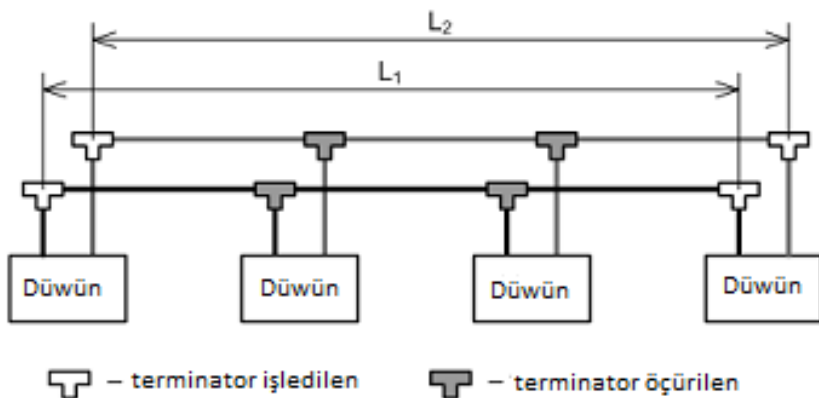 L₂
L₁
Düwün Düwün Düwün Düwün
– terminator işledilen – terminator öçürilen